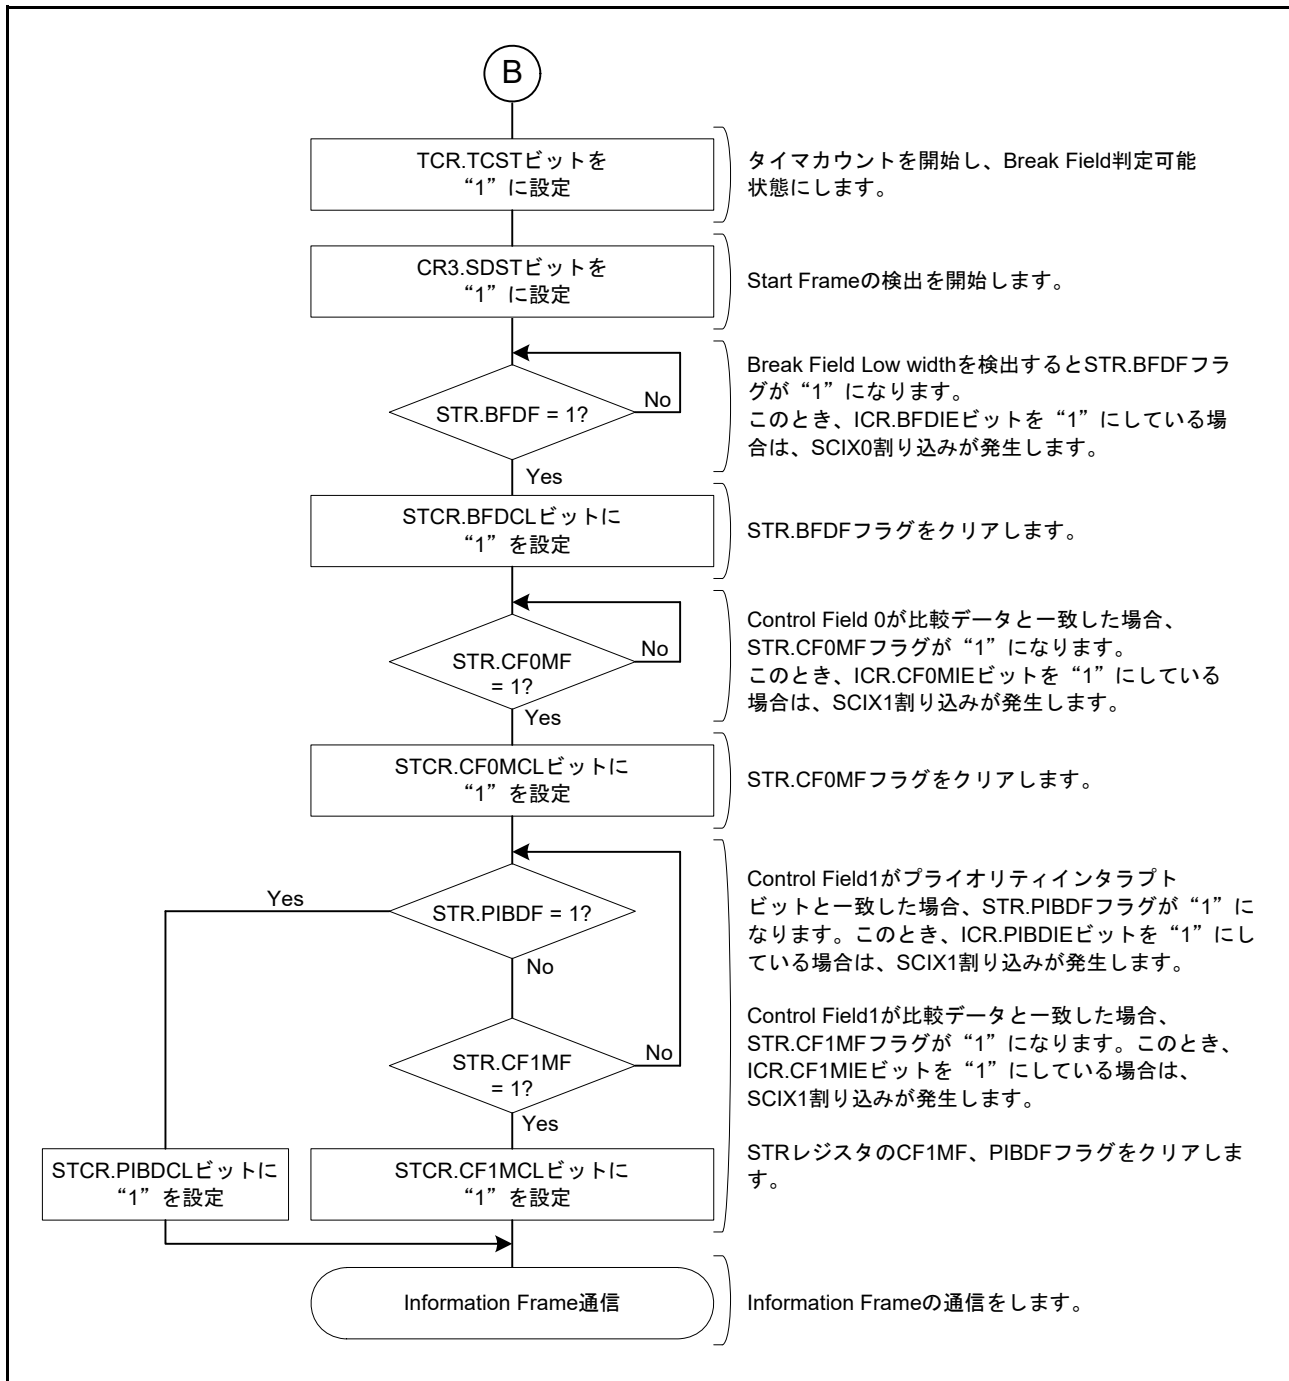 B
TCR.TCSTビットを
“1”に設定
タイマカウントを開始し、Break Field判定可能
状態にします。
CR3.SDSTビットを
“1”に設定
Start Frameの検出を開始します。
STR.BFDF = 1?
No
Yes
Break Field Low widthを検出するとSTR.BFDFフラ
グが“1”になります。
このとき、ICR.BFDIEビットを“1”にしている場
合は、SCIX0割り込みが発生します。
STCR.BFDCLビットに
“1”を設定
STR.BFDFフラグをクリアします。
STR.CF0MF
= 1?
No
Yes
Control Field 0が比較データと一致した場合、
STR.CF0MFフラグが“1”になります。
このとき、ICR.CF0MIEビットを“1”にしている
場合は、SCIX1割り込みが発生します。
STCR.CF0MCLビットに
“1”を設定
STR.CF0MFフラグをクリアします。
Yes
STR.PIBDF = 1?
No
Control Field1がプライオリティインタラプト
ビットと一致した場合、STR.PIBDFフラグが“1”に
なります。このとき、ICR.PIBDIEビットを“1”にし
ている場合は、SCIX1割り込みが発生します。
STR.CF1MF
= 1?
No
Yes
Control Field1が比較データと一致した場合、
STR.CF1MFフラグが“1”になります。このとき、
ICR.CF1MIEビットを“1”にしている場合は、
SCIX1割り込みが発生します。
STCR.PIBDCLビットに
“1”を設定
STCR.CF1MCLビットに
“1”を設定
STRレジスタのCF1MF、PIBDFフラグをクリアしま
す。
Information Frame通信
Information Frameの通信をします。